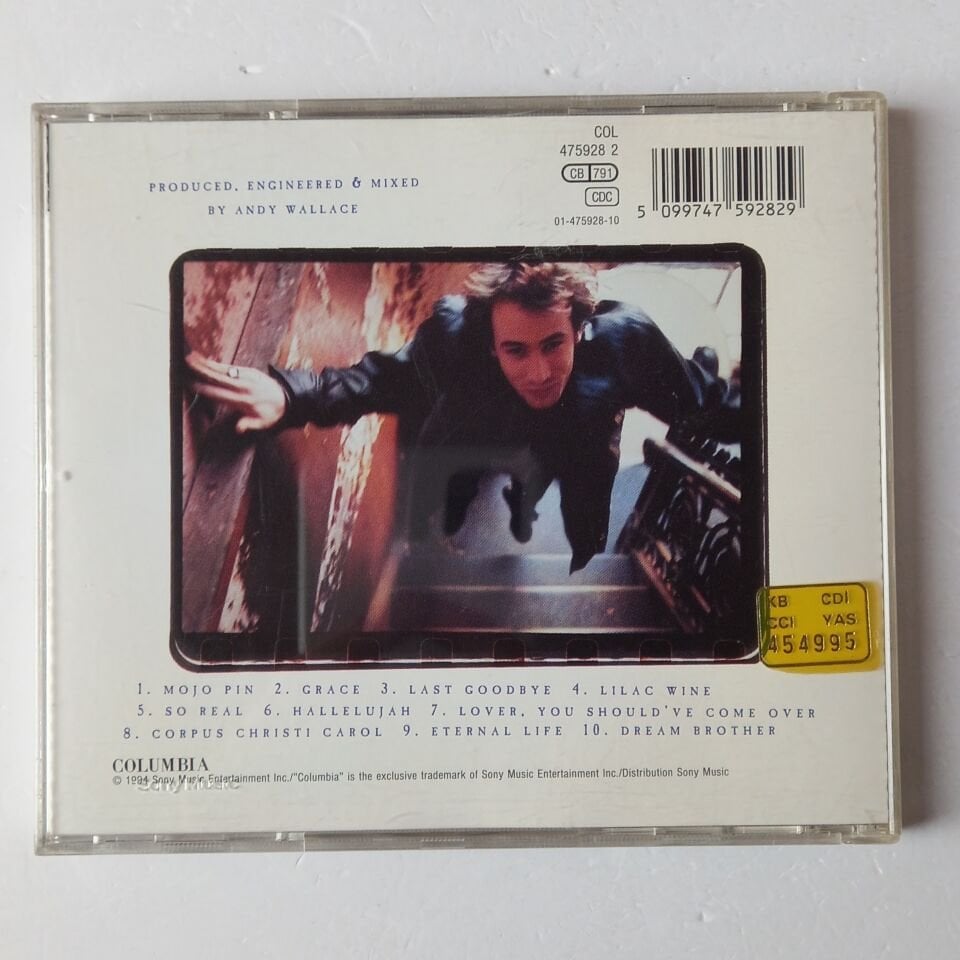 PRODUCED, ENGINEERED & MIXED
BY ANDY WALLACE
COL
475928 2
CB 791
CDC
01-475928-10
5 099747 592829
KB CDI
CCI YAS
454995
1. MOJO PIN 2. GRACE 3. LAST GOODBYE 4. LILAC WINE
5. SO REAL 6. HALLELUJAH 7. LOVER, YOU SHOULD'VE COME OVER
8. CORPUS CHRISTI CAROL 9. ETERNAL LIFE 10. DREAM BROTHER
COLUMBIA
© 1994 Sony Music Entertainment Inc./"Columbia" is the exclusive trademark of Sony Music Entertainment Inc./Distribution Sony Music
Sony Music